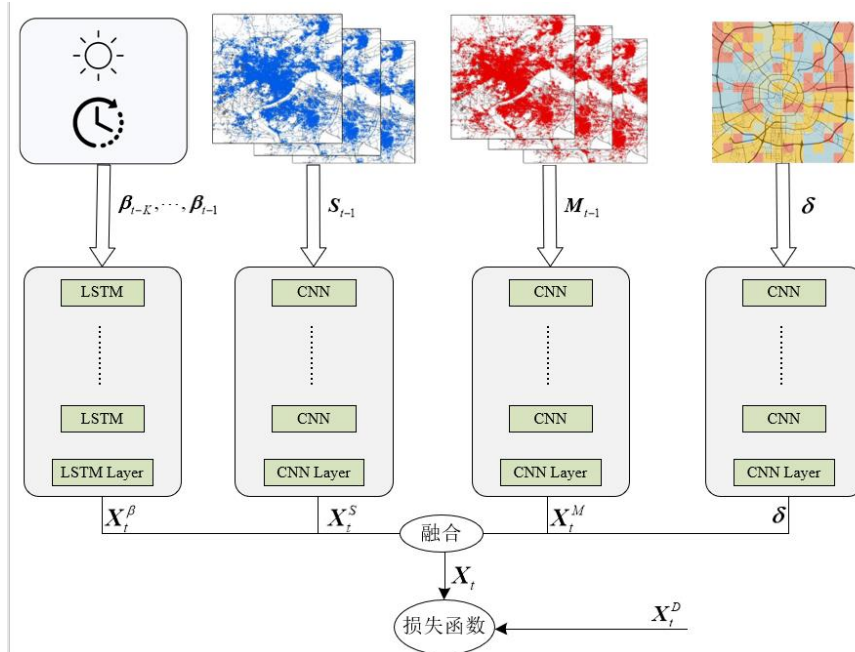 β_{t-K},⋯,β_{t-1}
S_{t-1}
M_{t-1}
δ
LSTM
CNN
CNN
CNN
LSTM
CNN
CNN
CNN
LSTM Layer
CNN Layer
CNN Layer
CNN Layer
X_t^β
X_t^S
X_t^M
δ
融合
X_t
损失函数
X_t^D